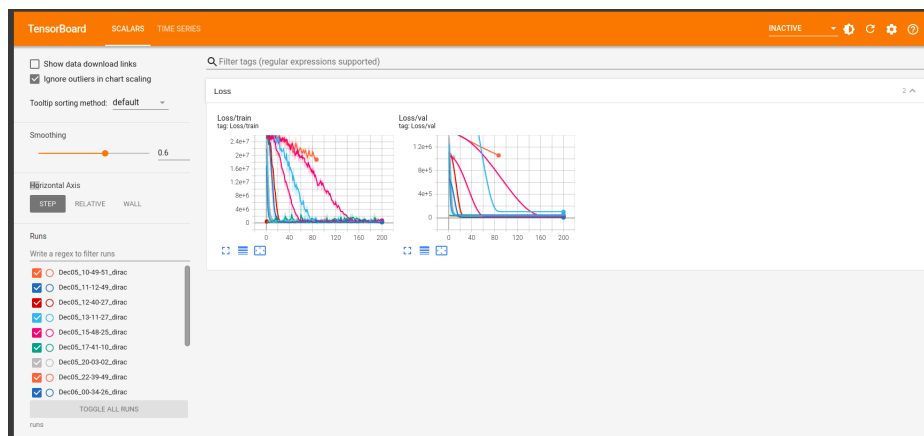 TensorBoard SCALARS TIME SERIES INACTIVE
Show data download links
Ignore outliers in chart scaling
Tooltip sorting method: default
Smoothing
0.6
Horizontal Axis
STEP RELATIVE WALL
Runs
Write a regex to filter runs
Dec05_10-49-51_dirac
Dec05_11-12-49_dirac
Dec05_12-40-27_dirac
Dec05_13-11-27_dirac
Dec05_15-48-25_dirac
Dec05_17-41-10_dirac
Dec05_20-03-02_dirac
Dec05_22-39-49_dirac
Dec06_00-34-26_dirac
TOGGLE ALL RUNS
runs
Filter tags (regular expressions supported)
Loss 2
Loss/train
tag: Loss/train
2.4e+7
2e+7
1.6e+7
1.2e+7
8e+6
4e+6
0
0 40 80 120 160 200
Loss/val
tag: Loss/val
1.2e+6
8e+5
4e+5
0
0 40 80 120 160 200